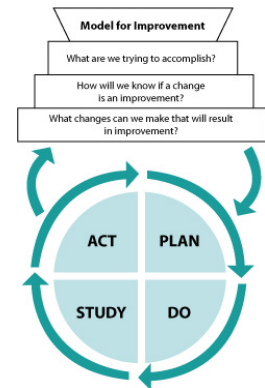 Model for Improvement
What are we trying to accomplish?
How will we know if a change
is an improvement?
What changes can we make that will result
in improvement?
ACT
PLAN
STUDY
DO